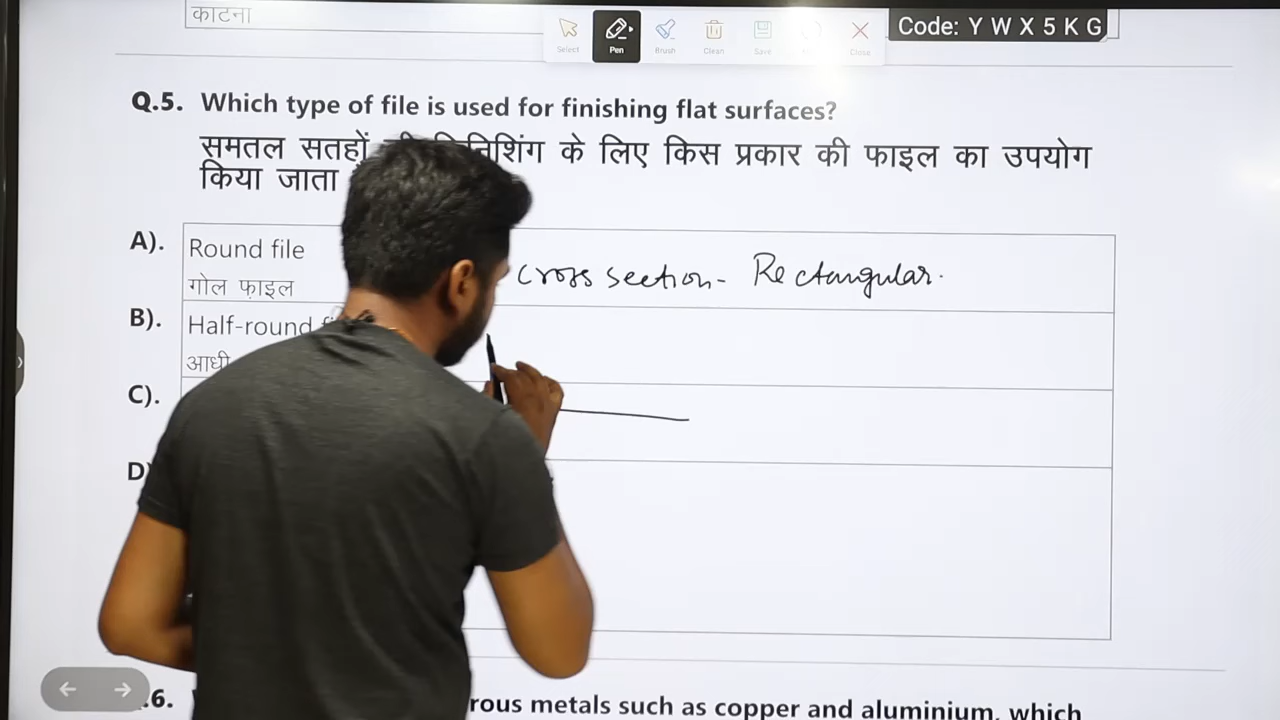 काटना
Select Pen Brush Clean Save Close
Code: Y W X 5 K G
Q.5. Which type of file is used for finishing flat surfaces?
समतल सतहों के लिए किस प्रकार की फाइल का उपयोग
किया जाता
A). Round file
गोल फ़ाइल
Cross section - Rectangular.
B). Half-round
आधी
C).
D)
.6.
rous metals such as copper and aluminium, which